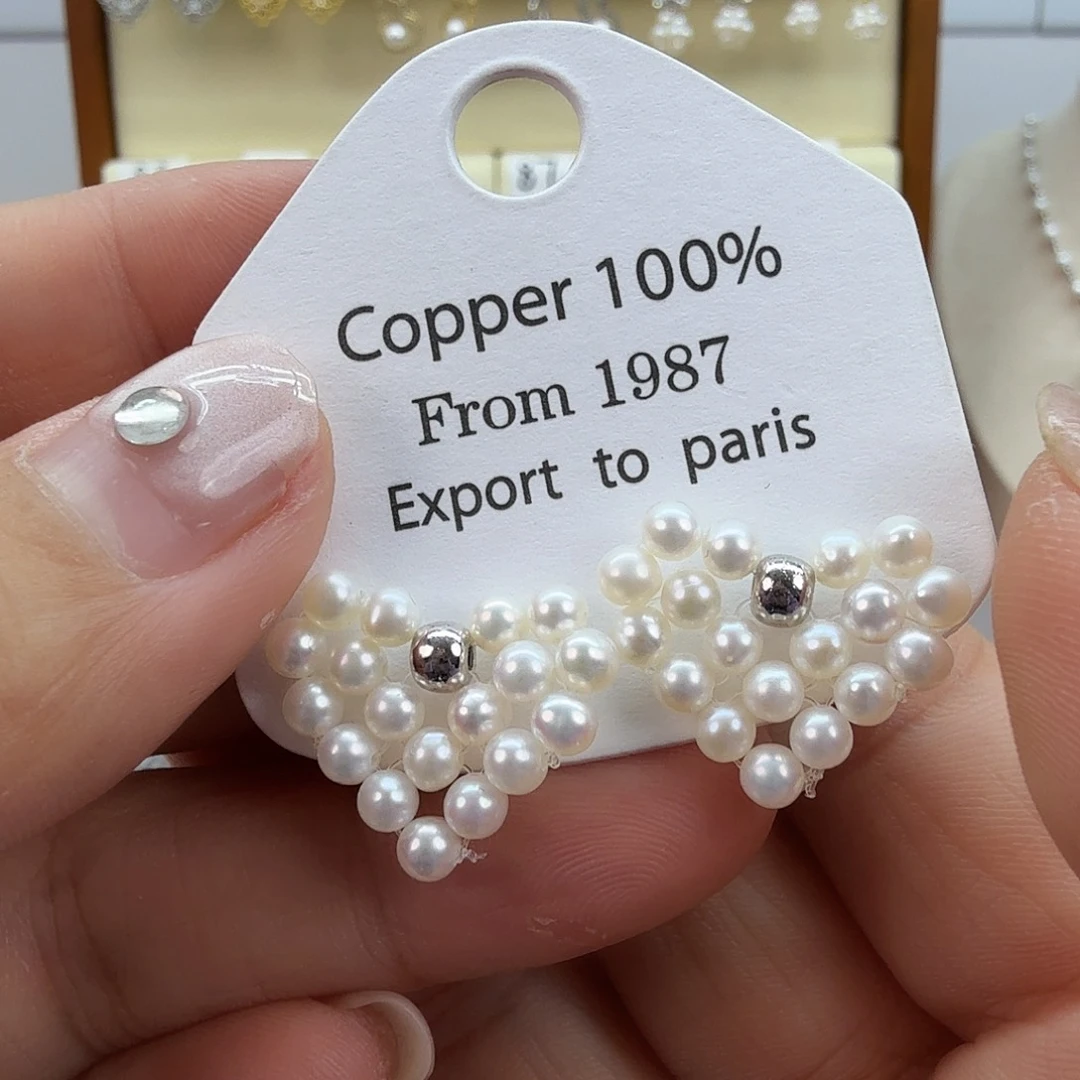 Copper 100%
From 1987
Export to paris